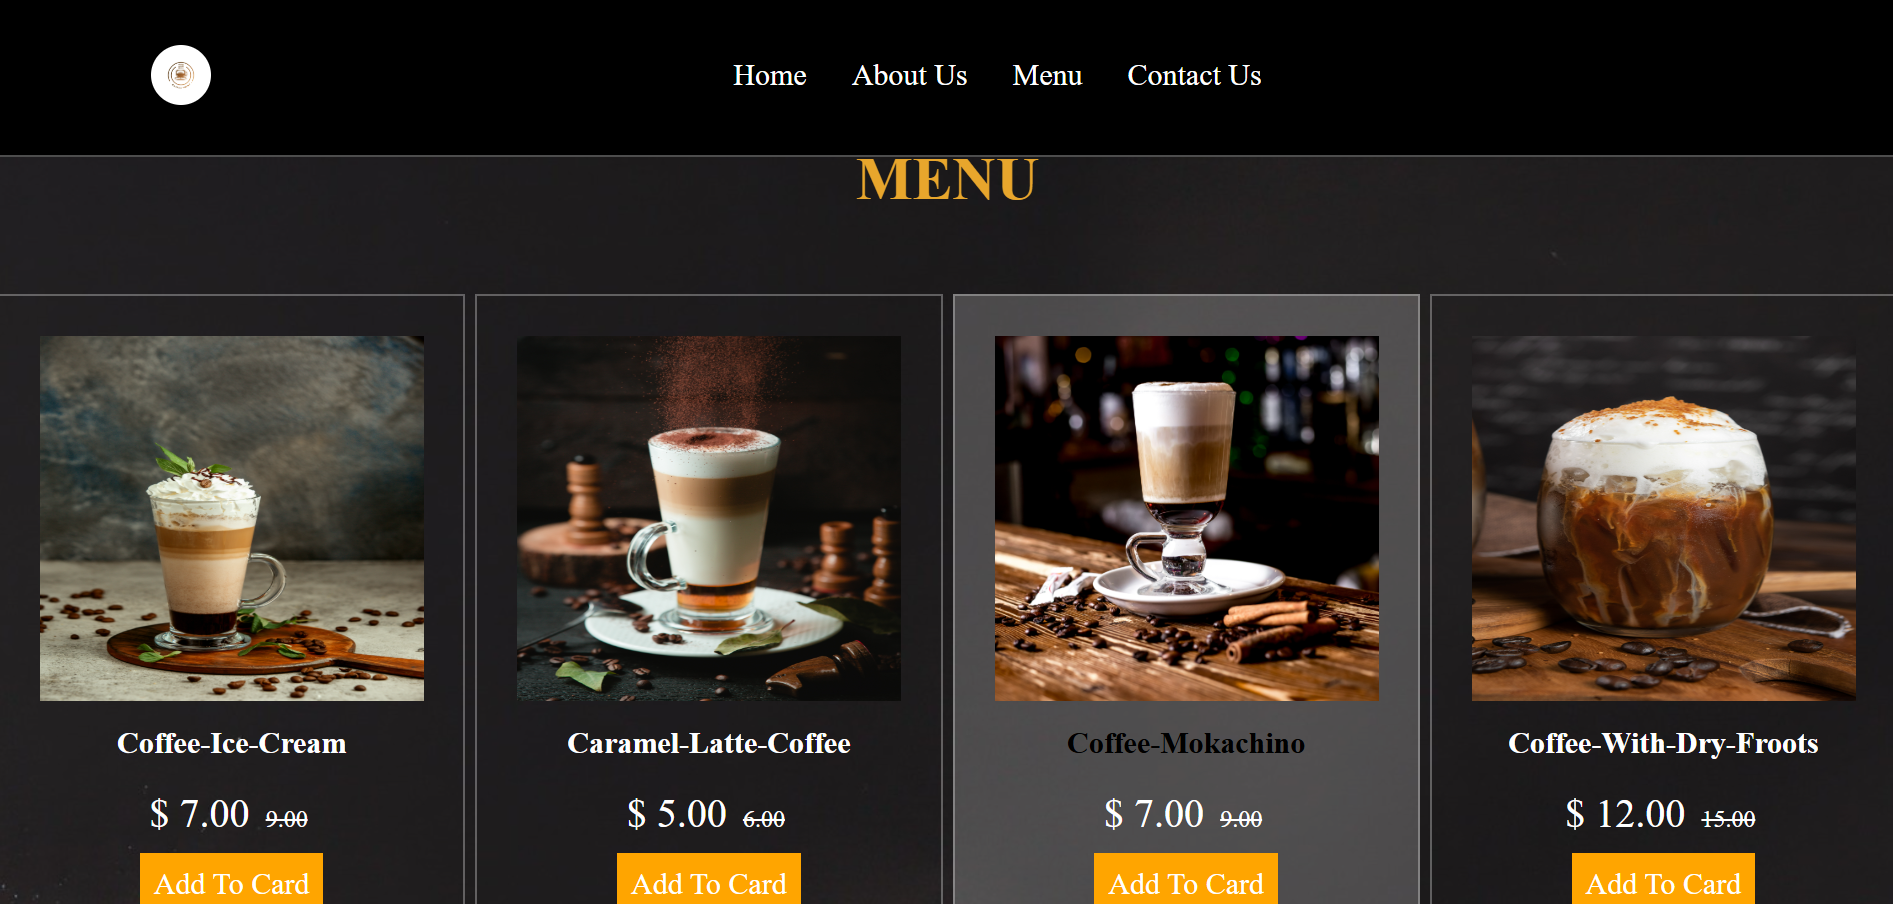 Home About Us Menu Contact Us
MENU
Coffee-Ice-Cream Caramel-Latte-Coffee Coffee-Mokachino Coffee-With-Dry-Froots
$ 7.00 9.00 $ 5.00 6.00 $ 7.00 9.00 $ 12.00 15.00
Add To Card Add To Card Add To Card Add To Card